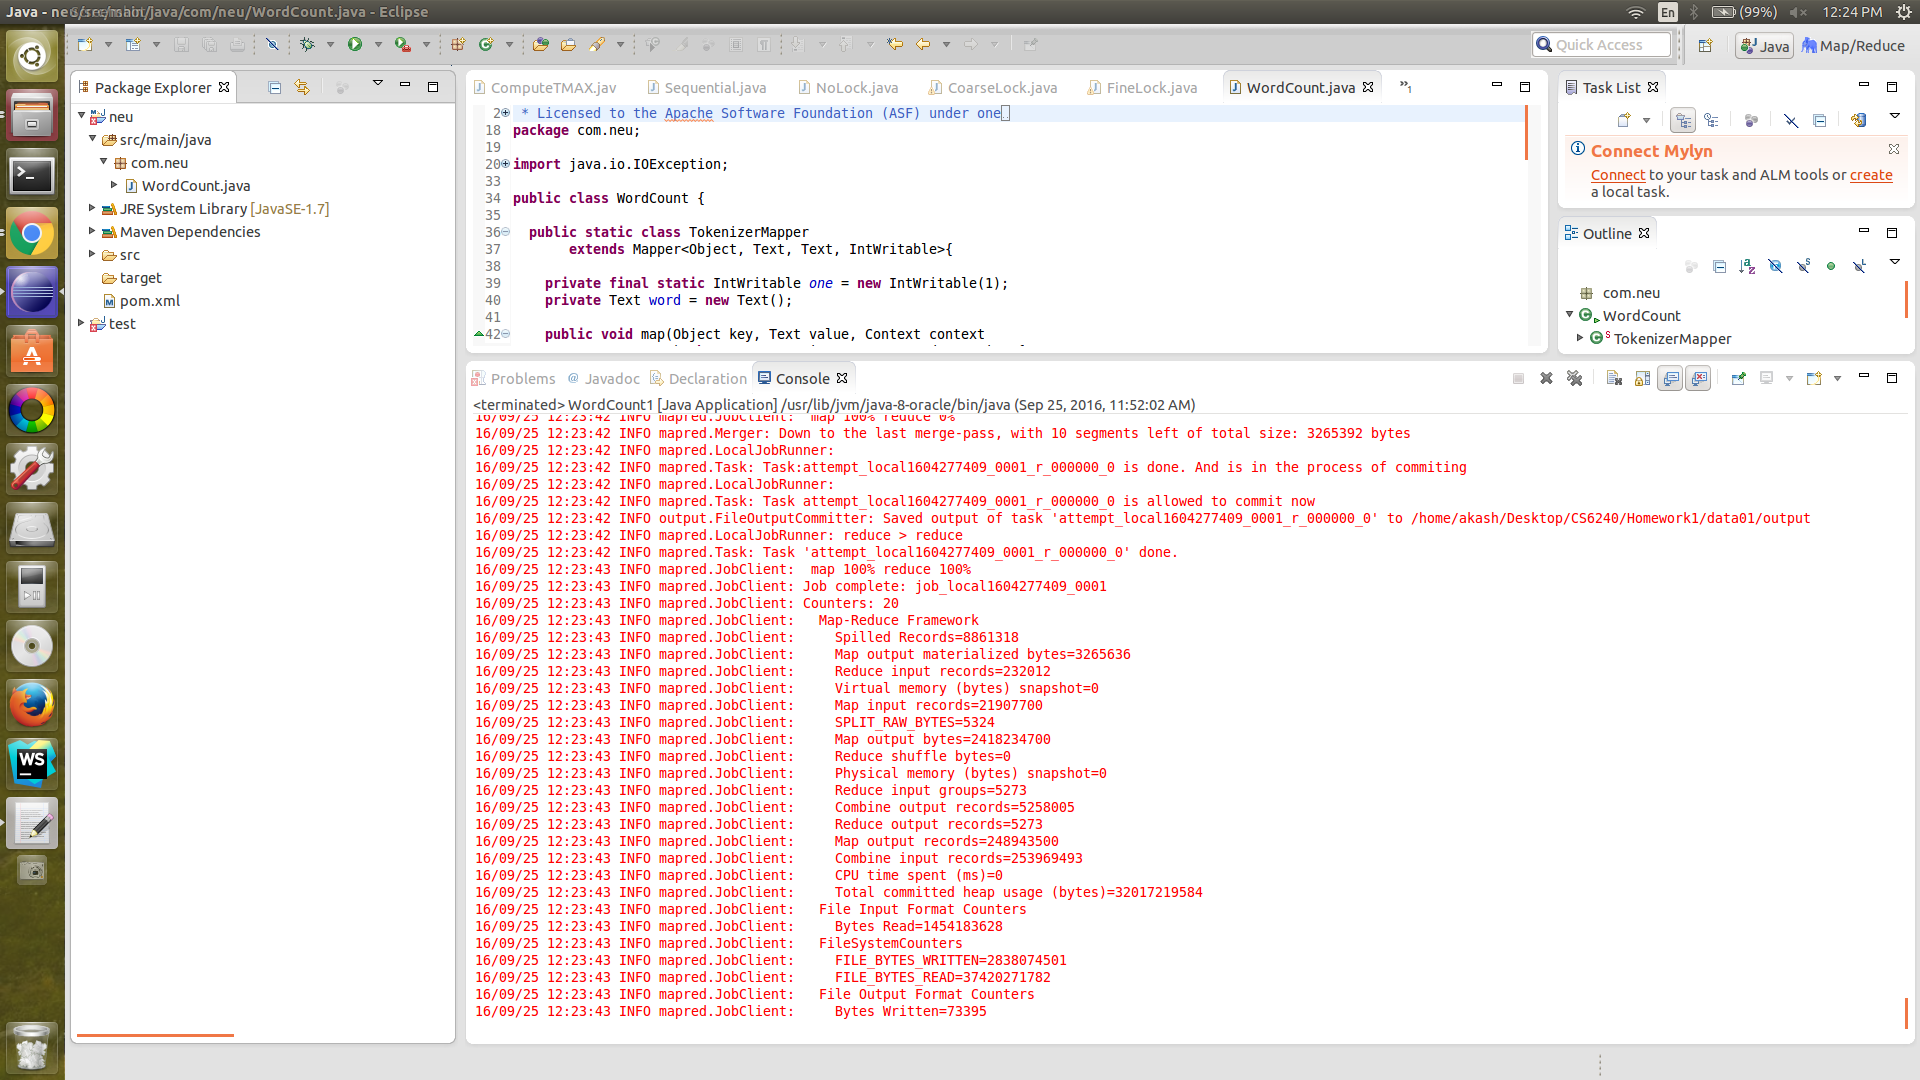 Java - neu/src/main/java/com/neu/WordCount.java - Eclipse
En
(99%)
12:24 PM
Quick Access
Java
Map/Reduce
Package Explorer
neu
src/main/java
com.neu
WordCount.java
JRE System Library [JavaSE-1.7]
Maven Dependencies
src
target
pom.xml
test
ComputeTMAX.jav
Sequential.java
NoLock.java
CoarseLock.java
FineLock.java
WordCount.java
»1
2 * Licensed to the Apache Software Foundation (ASF) under one
18 package com.neu;
19
20 import java.io.IOException;
33
34 public class WordCount {
35
36 public static class TokenizerMapper
37 extends Mapper<Object, Text, Text, IntWritable>{
38
39 private final static IntWritable one = new IntWritable(1);
40 private Text word = new Text();
41
42 public void map(Object key, Text value, Context context
Task List
Connect Mylyn
Connect to your task and ALM tools or create
a local task.
Outline
com.neu
WordCount
TokenizerMapper
Problems
@ Javadoc
Declaration
Console
<terminated> WordCount1 [Java Application] /usr/lib/jvm/java-8-oracle/bin/java (Sep 25, 2016, 11:52:02 AM)
16/09/25 12:23:42 INFO mapred.JobClient:  map 100% reduce 0%
16/09/25 12:23:42 INFO mapred.Merger: Down to the last merge-pass, with 10 segments left of total size: 3265392 bytes
16/09/25 12:23:42 INFO mapred.LocalJobRunner:
16/09/25 12:23:42 INFO mapred.Task: Task:attempt_local1604277409_0001_r_000000_0 is done. And is in the process of commiting
16/09/25 12:23:42 INFO mapred.LocalJobRunner:
16/09/25 12:23:42 INFO mapred.Task: Task attempt_local1604277409_0001_r_000000_0 is allowed to commit now
16/09/25 12:23:42 INFO output.FileOutputCommitter: Saved output of task 'attempt_local1604277409_0001_r_000000_0' to /home/akash/Desktop/CS6240/Homework1/data01/output
16/09/25 12:23:42 INFO mapred.LocalJobRunner: reduce > reduce
16/09/25 12:23:42 INFO mapred.Task: Task 'attempt_local1604277409_0001_r_000000_0' done.
16/09/25 12:23:43 INFO mapred.JobClient:  map 100% reduce 100%
16/09/25 12:23:43 INFO mapred.JobClient: Job complete: job_local1604277409_0001
16/09/25 12:23:43 INFO mapred.JobClient: Counters: 20
16/09/25 12:23:43 INFO mapred.JobClient:   Map-Reduce Framework
16/09/25 12:23:43 INFO mapred.JobClient:     Spilled Records=8861318
16/09/25 12:23:43 INFO mapred.JobClient:     Map output materialized bytes=3265636
16/09/25 12:23:43 INFO mapred.JobClient:     Reduce input records=232012
16/09/25 12:23:43 INFO mapred.JobClient:     Virtual memory (bytes) snapshot=0
16/09/25 12:23:43 INFO mapred.JobClient:     Map input records=21907700
16/09/25 12:23:43 INFO mapred.JobClient:     SPLIT_RAW_BYTES=5324
16/09/25 12:23:43 INFO mapred.JobClient:     Map output bytes=2418234700
16/09/25 12:23:43 INFO mapred.JobClient:     Reduce shuffle bytes=0
16/09/25 12:23:43 INFO mapred.JobClient:     Physical memory (bytes) snapshot=0
16/09/25 12:23:43 INFO mapred.JobClient:     Reduce input groups=5273
16/09/25 12:23:43 INFO mapred.JobClient:     Combine output records=5258005
16/09/25 12:23:43 INFO mapred.JobClient:     Reduce output records=5273
16/09/25 12:23:43 INFO mapred.JobClient:     Map output records=248943500
16/09/25 12:23:43 INFO mapred.JobClient:     Combine input records=253969493
16/09/25 12:23:43 INFO mapred.JobClient:     CPU time spent (ms)=0
16/09/25 12:23:43 INFO mapred.JobClient:     Total committed heap usage (bytes)=32017219584
16/09/25 12:23:43 INFO mapred.JobClient:   File Input Format Counters
16/09/25 12:23:43 INFO mapred.JobClient:     Bytes Read=1454183628
16/09/25 12:23:43 INFO mapred.JobClient:   FileSystemCounters
16/09/25 12:23:43 INFO mapred.JobClient:     FILE_BYTES_WRITTEN=2838074501
16/09/25 12:23:43 INFO mapred.JobClient:     FILE_BYTES_READ=37420271782
16/09/25 12:23:43 INFO mapred.JobClient:   File Output Format Counters
16/09/25 12:23:43 INFO mapred.JobClient:     Bytes Written=73395
WS